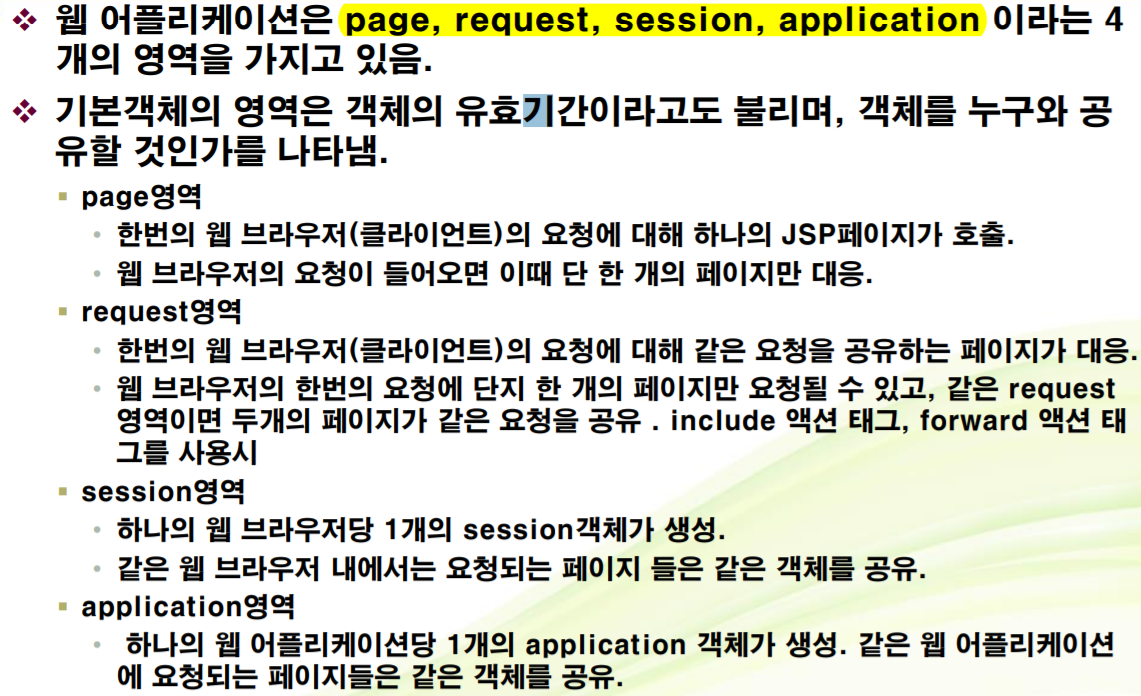 ❖ 웹 어플리케이션은 page, request, session, application 이라는 4
개의 영역을 가지고 있음.
❖ 기본객체의 영역은 객체의 유효기간이라고도 불리며, 객체를 누구와 공
유할 것인가를 나타냄.
▪ page영역
• 한번의 웹 브라우저(클라이언트)의 요청에 대해 하나의 JSP페이지가 호출.
• 웹 브라우저의 요청이 들어오면 이때 단 한 개의 페이지만 대응.
▪ request영역
• 한번의 웹 브라우저(클라이언트)의 요청에 대해 같은 요청을 공유하는 페이지가 대응.
• 웹 브라우저의 한번의 요청에 단지 한 개의 페이지만 요청될 수 있고, 같은 request
영역이면 두개의 페이지가 같은 요청을 공유 . include 액션 태그, forward 액션 태
그를 사용시
▪ session영역
• 하나의 웹 브라우저당 1개의 session객체가 생성.
• 같은 웹 브라우저 내에서는 요청되는 페이지 들은 같은 객체를 공유.
▪ application영역
• 하나의 웹 어플리케이션당 1개의 application 객체가 생성. 같은 웹 어플리케이션
에 요청되는 페이지들은 같은 객체를 공유.